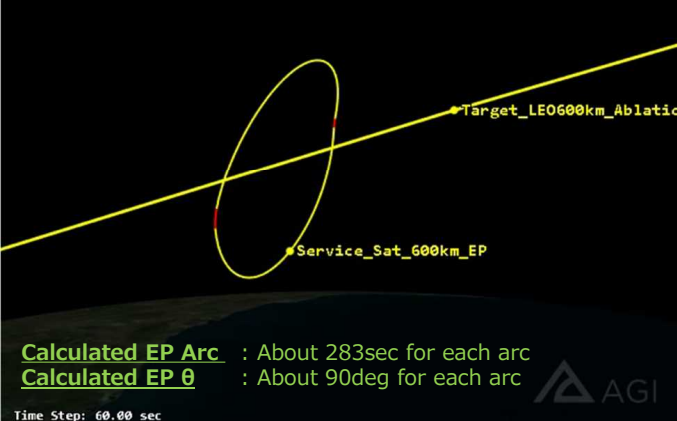 Target_LEO600km_Ablatic
Service_Sat_600km_EP
Calculated EP Arc : About 283sec for each arc
Calculated EP θ : About 90deg for each arc
AGI
Time Step: 60.00 sec